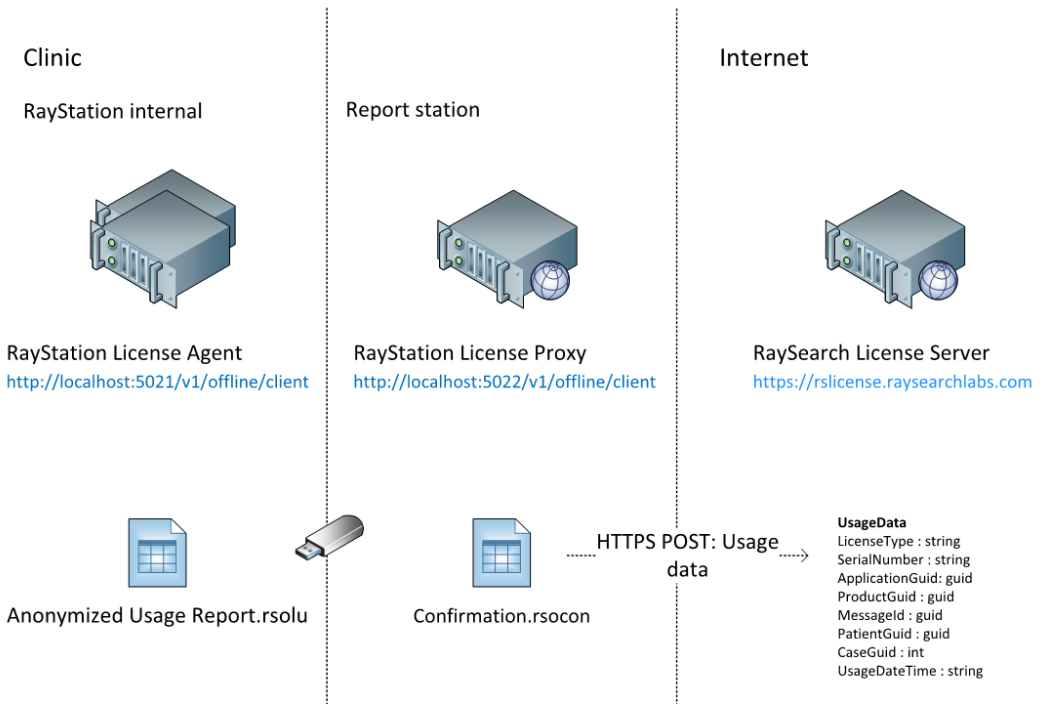 Clinic
Internet
RayStation internal
Report station
RayStation License Agent
http://localhost:5021/v1/offline/client
RayStation License Proxy
http://localhost:5022/v1/offline/client
RaySearch License Server
https://rslicense.raysearchlabs.com
Anonymized Usage Report.rsolu
Confirmation.rsocon
HTTPS POST: Usage
data
UsageData
LicenseType : string
SerialNumber : string
ApplicationGuid: guid
ProductGuid : guid
MessageId : guid
PatientGuid : guid
CaseGuid : int
UsageDateTime : string